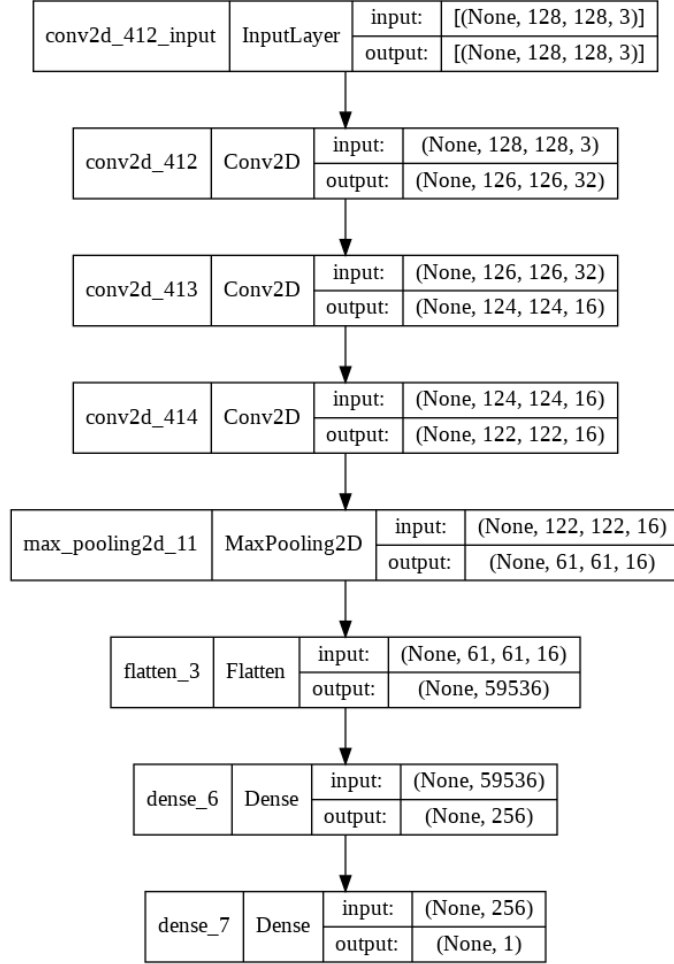 conv2d_412_input InputLayer input: [(None, 128, 128, 3)]
output: [(None, 128, 128, 3)]
conv2d_412 Conv2D input: (None, 128, 128, 3)
output: (None, 126, 126, 32)
conv2d_413 Conv2D input: (None, 126, 126, 32)
output: (None, 124, 124, 16)
conv2d_414 Conv2D input: (None, 124, 124, 16)
output: (None, 122, 122, 16)
max_pooling2d_11 MaxPooling2D input: (None, 122, 122, 16)
output: (None, 61, 61, 16)
flatten_3 Flatten input: (None, 61, 61, 16)
output: (None, 59536)
dense_6 Dense input: (None, 59536)
output: (None, 256)
dense_7 Dense input: (None, 256)
output: (None, 1)